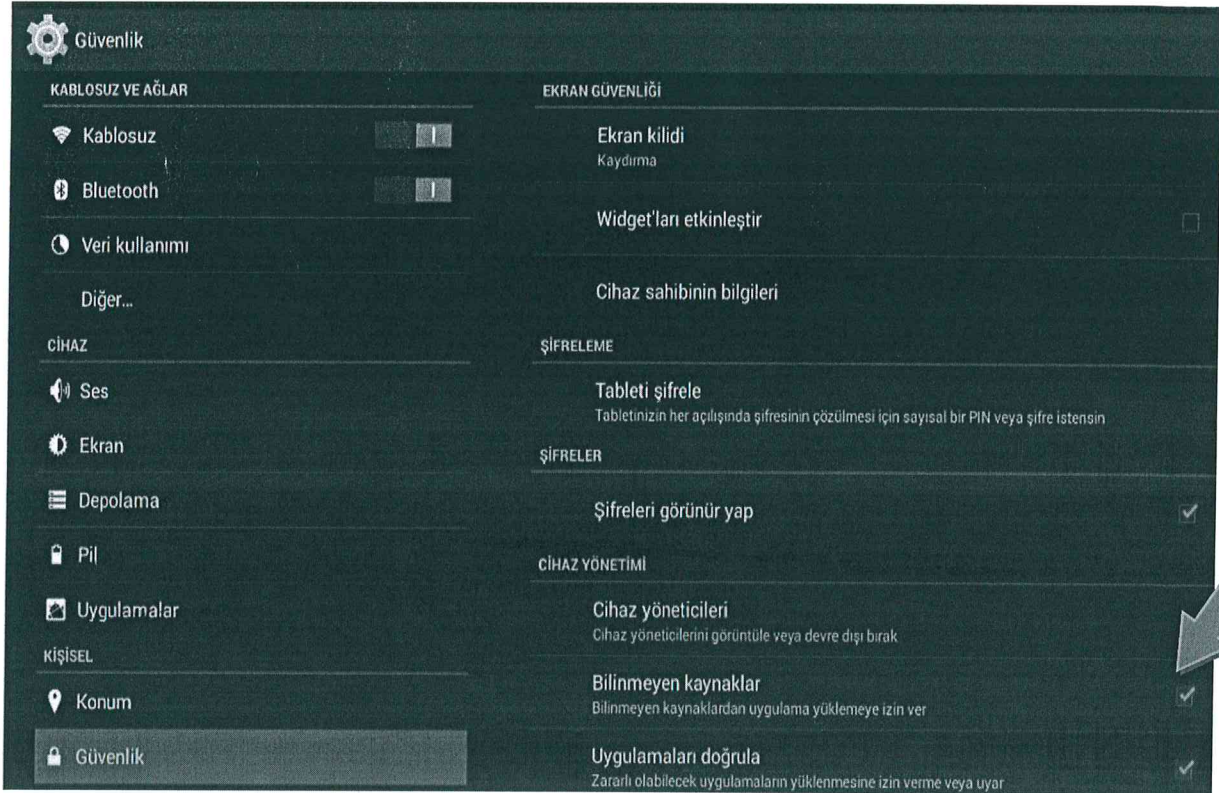 Güvenlik
KABLOSUZ VE AĞLAR
Kablosuz
Bluetooth
Veri kullanımı
Diğer...
CİHAZ
Ses
Ekran
Depolama
Pil
Uygulamalar
KİŞİSEL
Konum
Güvenlik
EKRAN GÜVENLİĞİ
Ekran kilidi
Kaydırma
Widget'ları etkinleştir
Cihaz sahibinin bilgileri
ŞİFRELEME
Tableti şifrele
Tabletinizin her açılışında şifresinin çözülmesi için sayısal bir PIN veya şifre istensin
ŞİFRELER
Şifreleri görünür yap
CİHAZ YÖNETİMİ
Cihaz yöneticileri
Cihaz yöneticilerini görüntüle veya devre dışı bırak
Bilinmeyen kaynaklar
Bilinmeyen kaynaklardan uygulama yüklemeye izin ver
Uygulamaları doğrula
Zararlı olabilecek uygulamaların yüklenmesine izin verme veya uyar